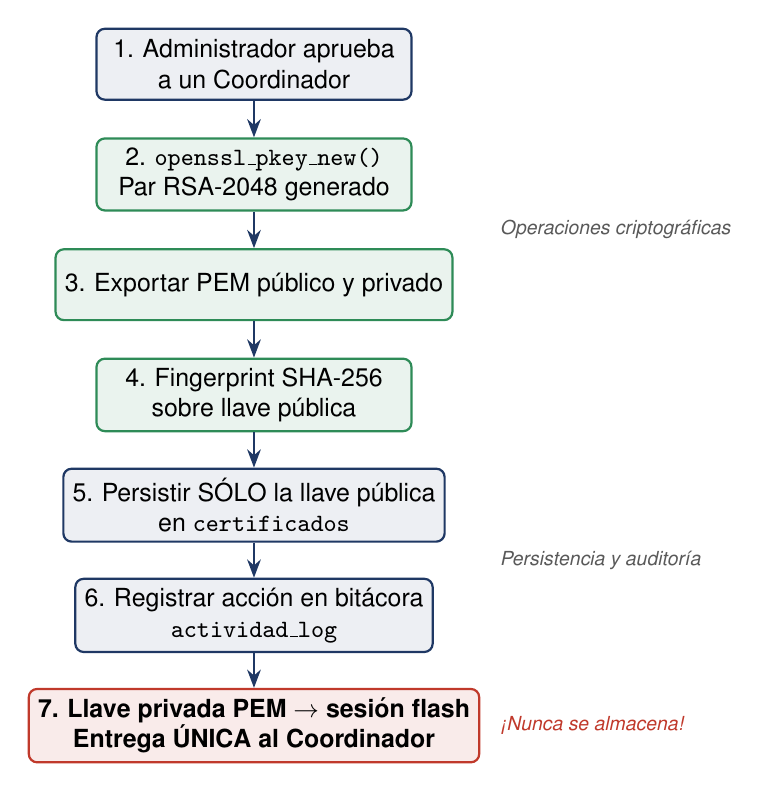 1. Administrador aprueba
a un Coordinador
2. openssl_pkey_new()
Par RSA-2048 generado
Operaciones criptográficas
3. Exportar PEM público y privado
4. Fingerprint SHA-256
sobre llave pública
5. Persistir SÓLO la llave pública
en certificados
Persistencia y auditoría
6. Registrar acción en bitácora
actividad_log
7. Llave privada PEM → sesión flash
Entrega ÚNICA al Coordinador
¡Nunca se almacena!